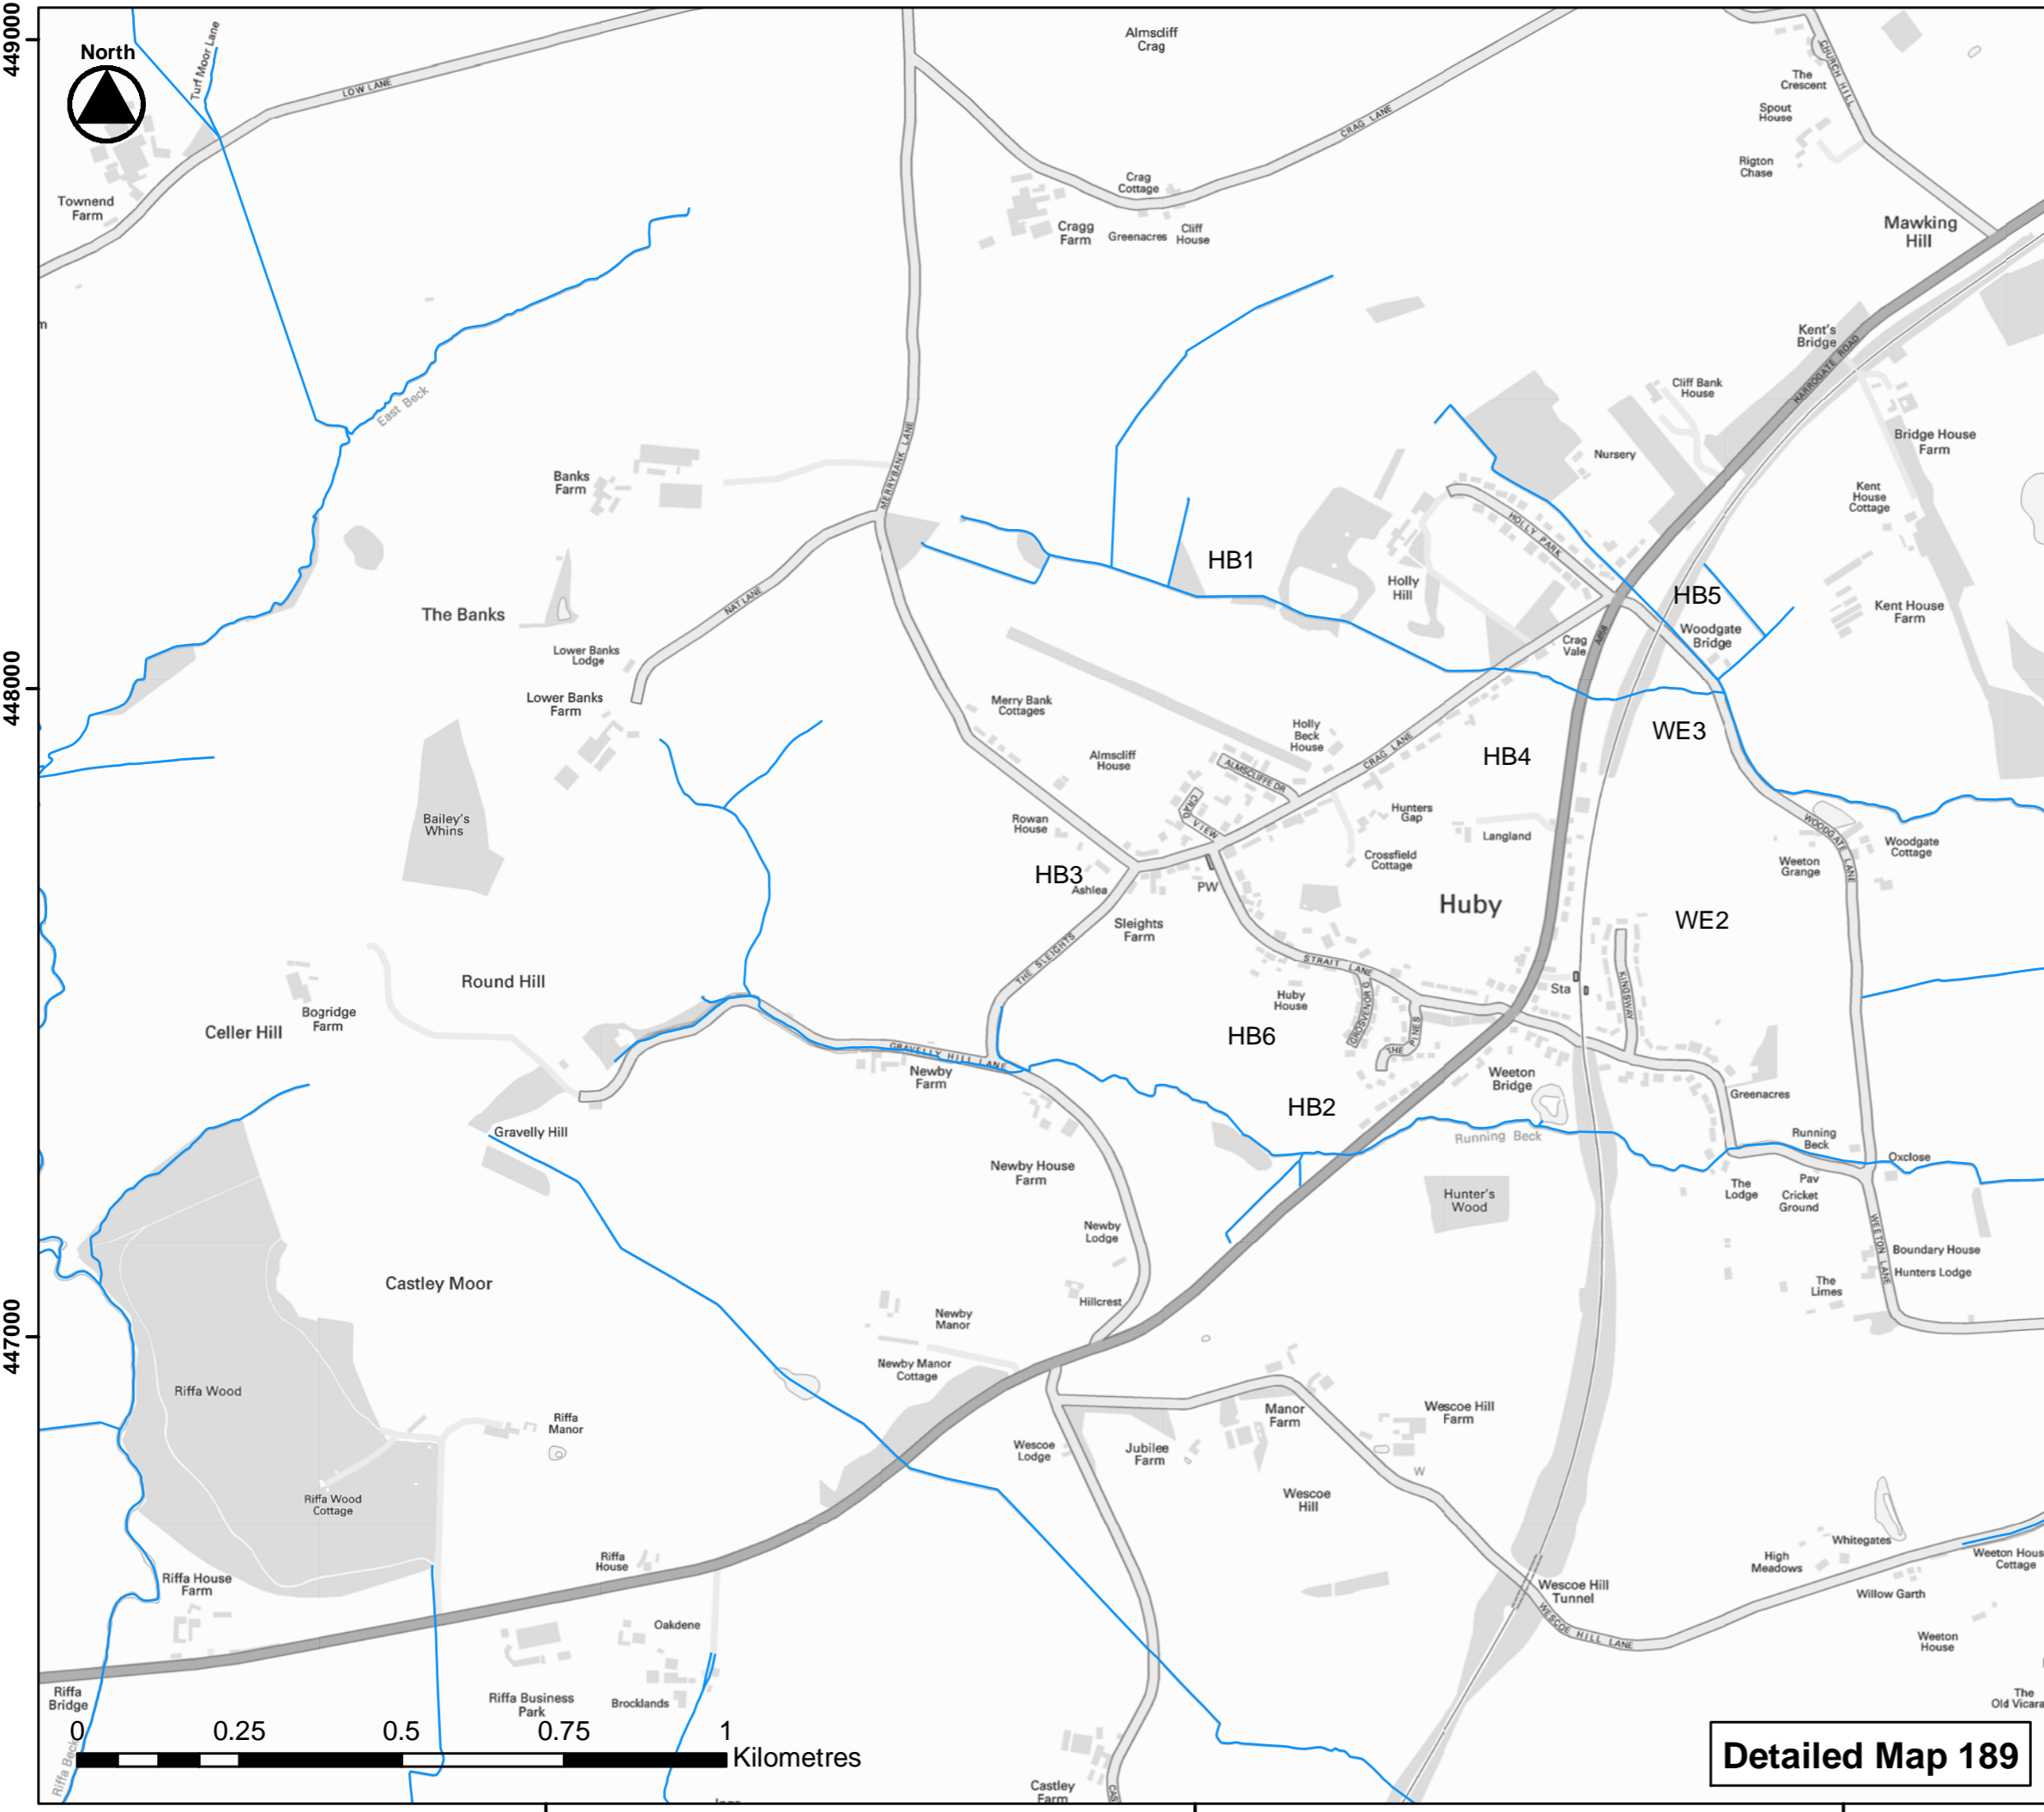 449000
448000
447000
North
Turf Moor Lane
LOW LANE
Townend
Farm
Almscliff
Crag
CRAG LANE
Crag
Cottage
Cragg
Farm
Greenacres
Cliff
House
CHURCH HILL
The
Crescent
Spout
House
Rigton
Chase
Mawking
Hill
East Beck
MERRYBANK LANE
Banks
Farm
Kent's
Bridge
HARROGATE ROAD
Cliff Bank
House
Nursery
Bridge House
Farm
Kent
House
Cottage
HOLLY PARK
HB1
Holly
Hill
HB5
Kent House
Farm
Woodgate
Bridge
Crag
Vale
A658
The Banks
NAT LANE
Lower Banks
Lodge
Lower Banks
Farm
Merry Bank
Cottages
Holly
Beck
House
CRAG LANE
HB4
WE3
Almscliff
House
ALMSCLIFFE DR
CRAG VIEW
Bailey's
Whins
Rowan
House
Hunters
Gap
Langland
Crossfield
Cottage
WOODGATE LANE
Woodgate
Cottage
Weeton
Grange
HB3
Ashlea
PW
Huby
WE2
Sleights
Farm
THE SLEIGHTS
STRAIT LANE
Huby
House
GROSVENOR G
THE PINES
Sta
KINGSWAY
Round Hill
Celler Hill
Bogridge
Farm
HB6
GRAVELLY HILL LANE
Newby
Farm
Weeton
Bridge
HB2
Greenacres
Gravelly Hill
Running Beck
Running
Beck
Oxclose
Newby House
Farm
Hunter's
Wood
The
Lodge
Pav
Cricket
Ground
WEETON LANE
Newby
Lodge
Boundary House
Hunters Lodge
The
Limes
Castley Moor
Hillcrest
Newby
Manor
Newby Manor
Cottage
Riffa Wood
Riffa
Manor
Wescoe
Lodge
Jubilee
Farm
Manor
Farm
Wescoe Hill
Farm
W
Wescoe
Hill
Riffa Wood
Cottage
Riffa House
Farm
Riffa
House
Whitegates
High
Meadows
Weeton Hous
Cottage
Willow Garth
Wescoe Hill
Tunnel
WESCOE HILL LANE
Weeton
House
Oakdene
Riffa
Bridge
Riffa Business
Park
Brocklands
The
Old Vicara
Riffa Beck
0 0.25 0.5 0.75 1
Kilometres
Castley
Farm
CAS
Detailed Map 189